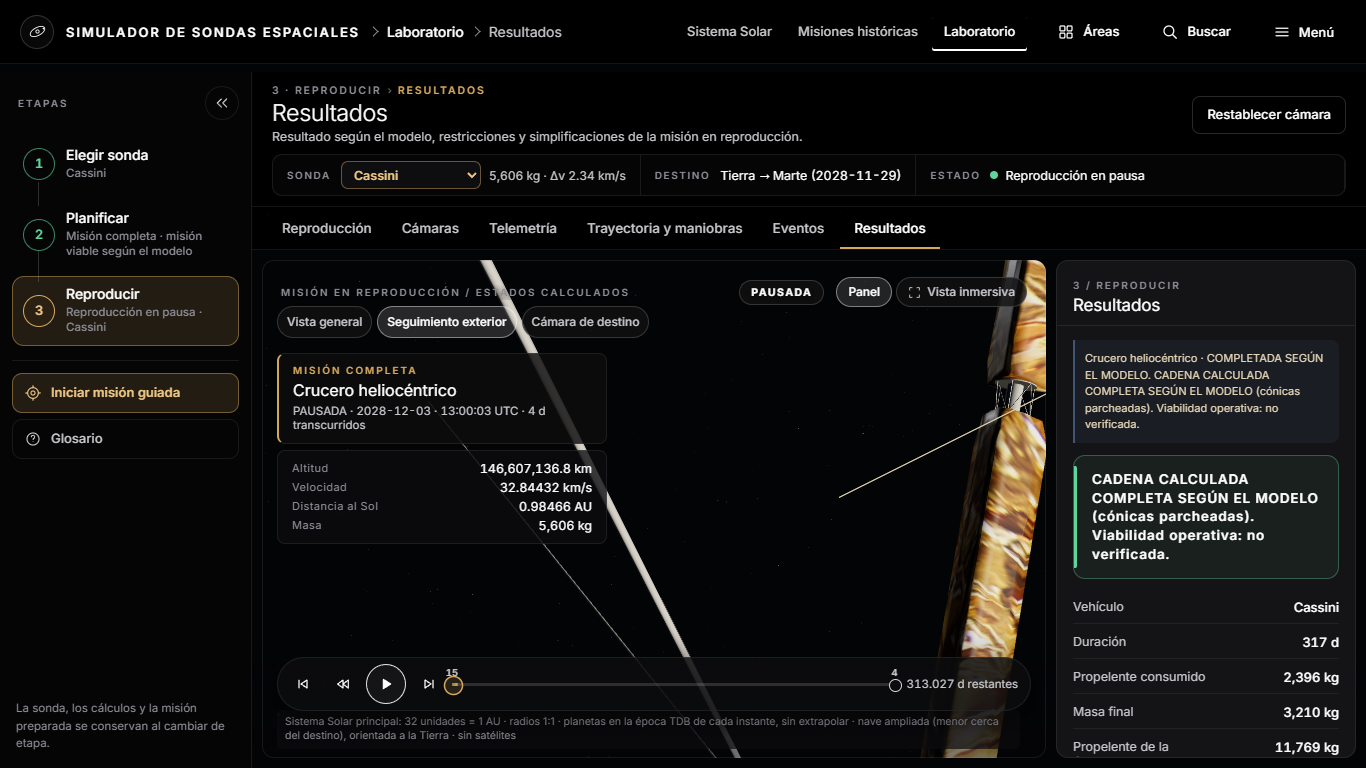 SIMULADOR DE SONDAS ESPACIALES > Laboratorio > Resultados
Sistema Solar
Misiones históricas
Laboratorio
Áreas
Buscar
Menú
ETAPAS
1
Elegir sonda
Cassini
2
Planificar
Misión completa · misión
viable según el modelo
3
Reproducir
Reproducción en pausa ·
Cassini
Iniciar misión guiada
Glosario
La sonda, los cálculos y la misión
preparada se conservan al cambiar de
etapa.
3 · REPRODUCIR › RESULTADOS
Resultados
Resultado según el modelo, restricciones y simplificaciones de la misión en reproducción.
Restablecer cámara
SONDA Cassini 5,606 kg · Δv 2.34 km/s
DESTINO Tierra → Marte (2028-11-29)
ESTADO Reproducción en pausa
Reproducción
Cámaras
Telemetría
Trayectoria y maniobras
Eventos
Resultados
MISIÓN EN REPRODUCCIÓN / ESTADOS CALCULADOS
PAUSADA
Panel
Vista inmersiva
Vista general
Seguimiento exterior
Cámara de destino
MISIÓN COMPLETA
Crucero heliocéntrico
PAUSADA · 2028-12-03 · 13:00:03 UTC · 4 d
transcurridos
Altitud 146,607,136.8 km
Velocidad 32.84432 km/s
Distancia al Sol 0.98466 AU
Masa 5,606 kg
15
4
313.027 d restantes
Sistema Solar principal: 32 unidades = 1 AU · radios 1:1 · planetas en la época TDB de cada instante, sin extrapolar · nave ampliada (menor cerca
del destino), orientada a la Tierra · sin satélites
3 / REPRODUCIR
Resultados
Crucero heliocéntrico · COMPLETADA SEGÚN
EL MODELO. CADENA CALCULADA
COMPLETA SEGÚN EL MODELO (cónicas
parcheadas). Viabilidad operativa: no
verificada.
CADENA CALCULADA
COMPLETA SEGÚN EL MODELO
(cónicas parcheadas).
Viabilidad operativa: no
verificada.
Vehículo Cassini
Duración 317 d
Propelente consumido 2,396 kg
Masa final 3,210 kg
Propelente de la 11,769 kg